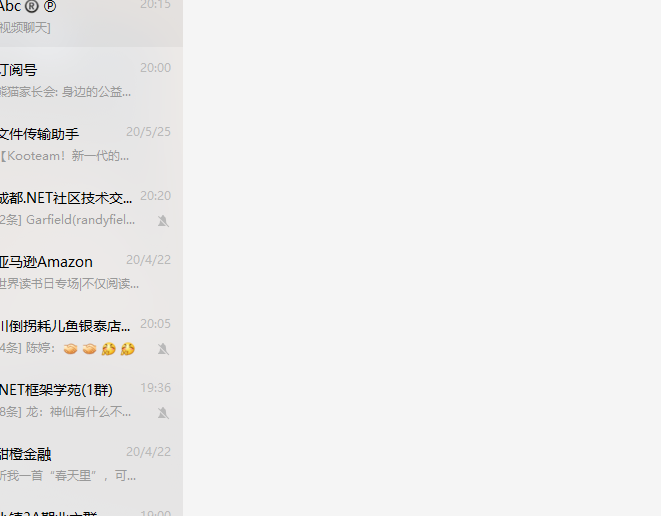 Abc ®️ ℗
视频聊天]
20:15
订阅号
20:00
熊猫家长会: 身边的公益...
文件传输助手
20/5/25
【Kooteam！新一代的...
成都.NET社区技术交...
20:20
2条] Garfield(randyfiel...
亚马逊Amazon
20/4/22
世界读书日专场|不仅阅读...
川倒拐耗儿鱼银泰店...
20:05
4条] 陈婷：
.NET框架学苑(1群)
19:36
8条] 龙：神仙有什么不...
甜橙金融
20/4/22
听我一首“春天里”，可...
19:00